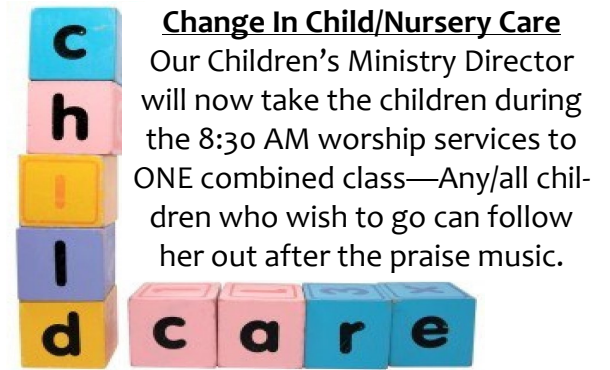 Change In Child/Nursery Care
Our Children's Ministry Director
will now take the children during
the 8:30 AM worship services to
ONE combined class—Any/all chil-
dren who wish to go can follow
her out after the praise music.
c
h
i
l
d
c a r e